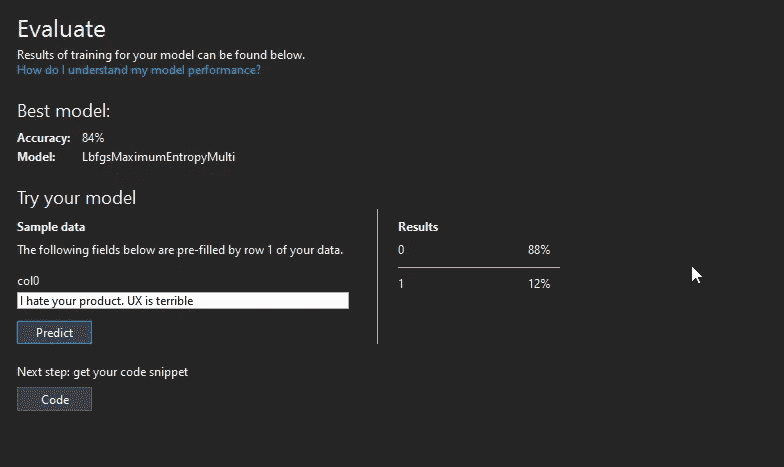 Evaluate
Results of training for your model can be found below.
How do I understand my model performance?
Best model:
Accuracy: 84%
Model: LbfgsMaximumEntropyMulti
Try your model
Sample data
The following fields below are pre-filled by row 1 of your data.
col0
I hate your product. UX is terrible
Predict
Results
0 88%
1 12%
Next step: get your code snippet
Code